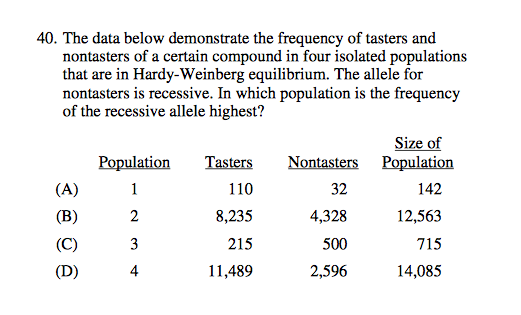 40. The data below demonstrate the frequency of tasters and
nontasters of a certain compound in four isolated populations
that are in Hardy-Weinberg equilibrium. The allele for
nontasters is recessive. In which population is the frequency
of the recessive allele highest?
Size of
Population Tasters Nontasters Population
(A) 1 110 32 142
(B) 2 8,235 4,328 12,563
(C) 3 215 500 715
(D) 4 11,489 2,596 14,085